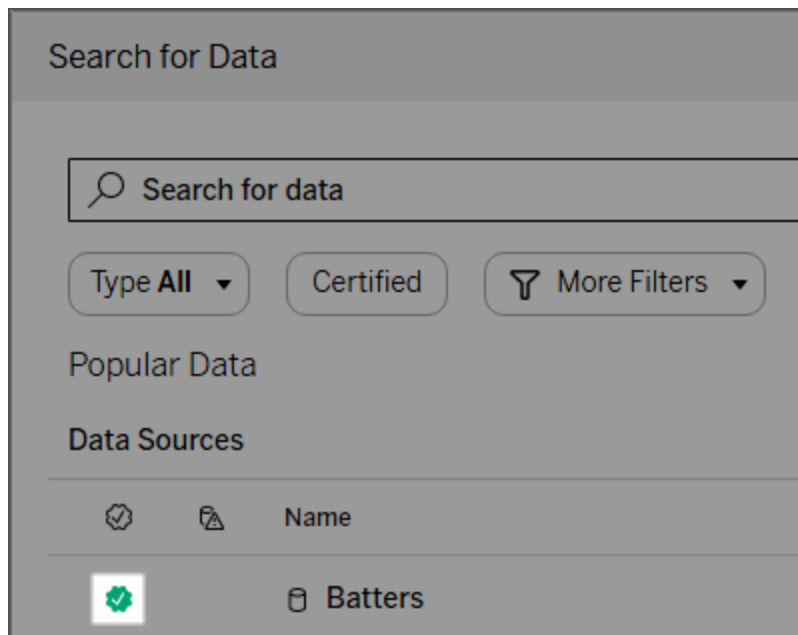 Search for Data
Search for data
Type All Certified More Filters
Popular Data
Data Sources
Name
Batters